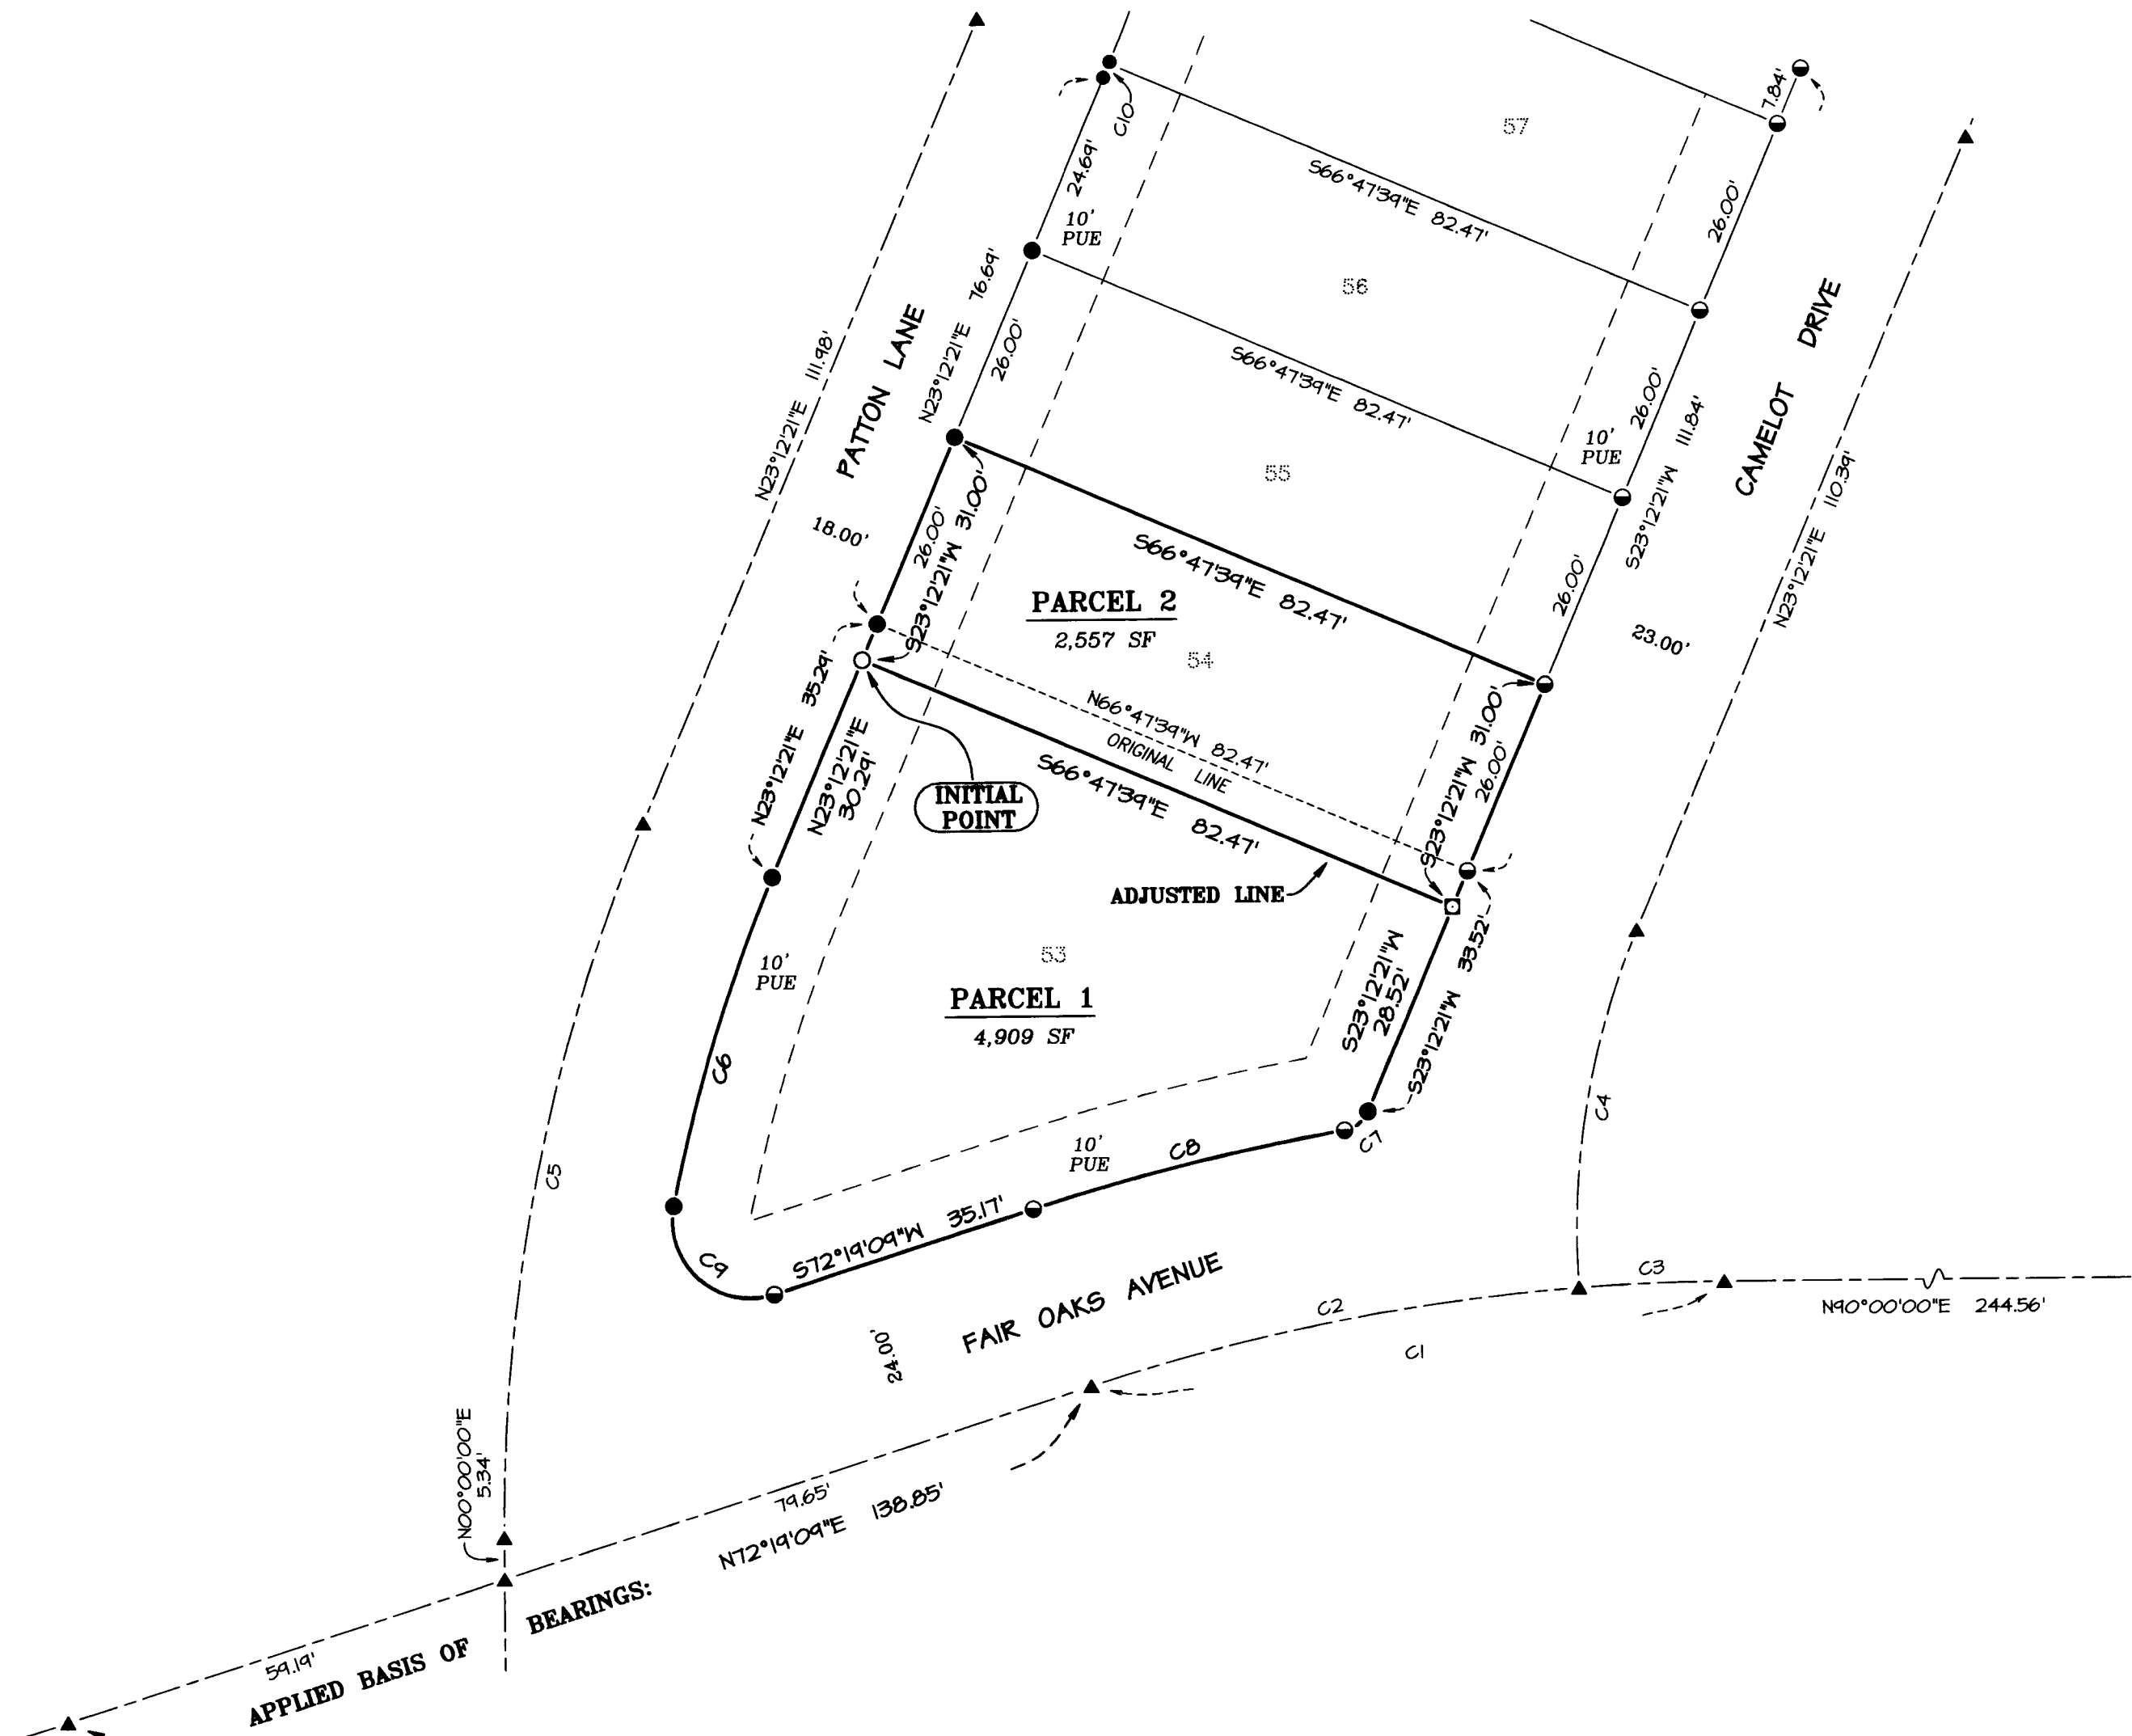 7.84'
C10
57
24.69'
S66°47'39"E 82.47'
26.00'
10'
PUE
N23°12'21"E 76.69'
56
N23°12'21"E 111.98'
PATTON LANE
26.00'
S66°47'39"E 82.47'
26.00'
10'
PUE
S23°12'21"W 111.84'
CAMELOT DRIVE
N23°12'21"E 110.39'
55
18.00'
26.00'
S23°12'21"W 31.00'
S66°47'39"E 82.47'
26.00'
23.00'
PARCEL 2
2,557 SF
54
N23°12'21"E 35.29'
N23°12'21"E
30.29'
N66°47'39"W 82.47'
ORIGINAL LINE
S66°47'39"E 82.47'
S23°12'21"W 31.00'
26.00'
INITIAL
POINT
ADJUSTED LINE
53
10'
PUE
PARCEL 1
4,909 SF
S23°12'21"W
28.52'
S23°12'21"W 33.52'
C6
C4
C5
C7
10'
PUE
C8
S72°19'09"W 35.17'
C9
FAIR OAKS AVENUE
24.00'
C3
C2
C1
N90°00'00"E 244.56'
N00°00'00"E
5.34'
79.65'
N72°19'09"E 138.85'
59.19'
APPLIED BASIS OF BEARINGS: